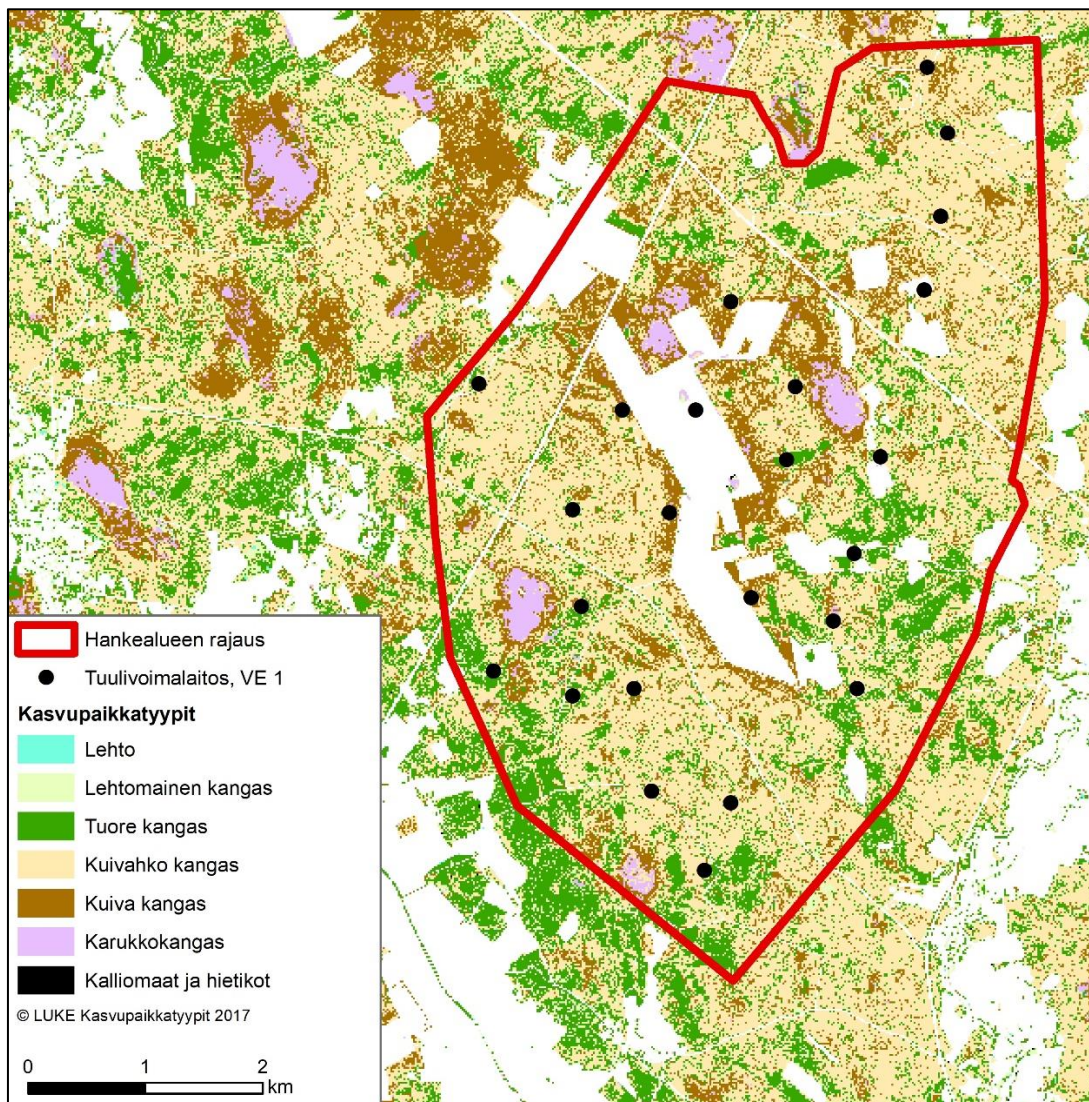 Hankealueen rajaus
Tuulivoimalaitos, VE 1
Kasvupaikkatyypit
Lehto
Lehtomainen kangas
Tuore kangas
Kuivahko kangas
Kuiva kangas
Karukkokangas
Kalliomaat ja hietikot
© LUKE Kasvupaikkatyypit 2017
0 1 2
km